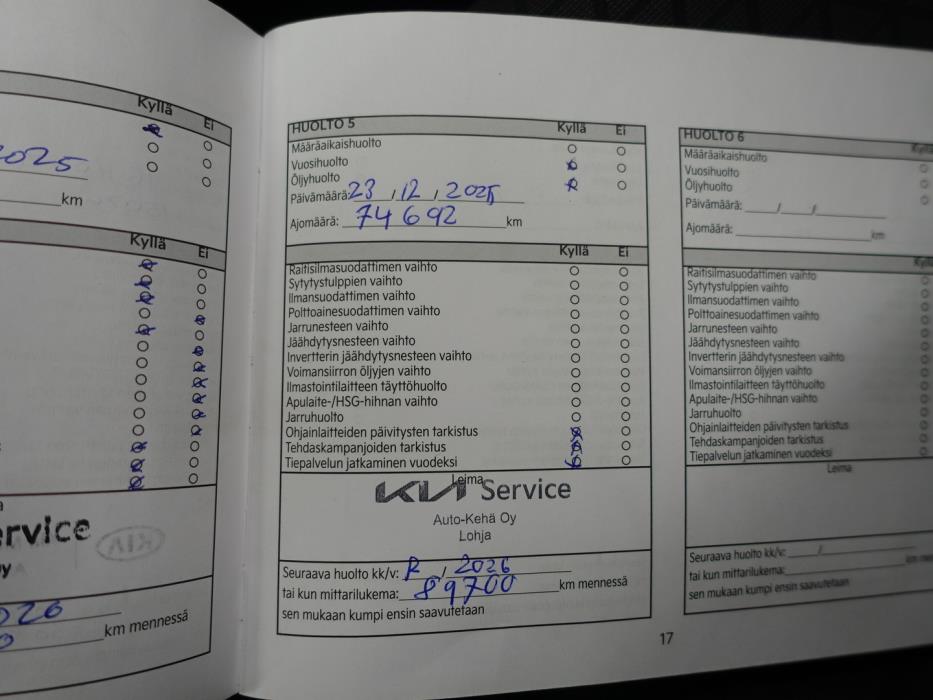 Kyllä Ei
2025
km
Kyllä Ei
ervice
KIA
2026
km mennessä
HUOLTO 5 Kyllä Ei
Määräaikaishuolto
Vuosihuolto
Öljyhuolto
Päivämäärä: 23 / 12 / 2025
Ajomäärä: 74692 km
Kyllä Ei
Raitisilmasuodattimen vaihto
Sytytystulppien vaihto
Ilmansuodattimen vaihto
Polttoainesuodattimen vaihto
Jarrunesteen vaihto
Jäähdytysnesteen vaihto
Invertterin jäähdytysnesteen vaihto
Voimansiirron öljyjen vaihto
Ilmastointilaitteen täyttöhuolto
Apulaite-/HSG-hihnan vaihto
Jarruhuolto
Ohjainlaitteiden päivitysten tarkistus
Tehdaskampanjoiden tarkistus
Tiepalvelun jatkaminen vuodeksi
Leima
KIA Service
Auto-Kehä Oy
Lohja
Seuraava huolto kk/v: / 2026
tai kun mittarilukema: 89700 km mennessä
sen mukaan kumpi ensin saavutetaan
HUOLTO 6 Kyllä
Määräaikaishuolto
Vuosihuolto
Öljyhuolto
Päivämäärä: / /
Ajomäärä: km
Kyllä
Raitisilmasuodattimen vaihto
Sytytystulppien vaihto
Ilmansuodattimen vaihto
Polttoainesuodattimen vaihto
Jarrunesteen vaihto
Jäähdytysnesteen vaihto
Invertterin jäähdytysnesteen vaihto
Voimansiirron öljyjen vaihto
Ilmastointilaitteen täyttöhuolto
Apulaite-/HSG-hihnan vaihto
Jarruhuolto
Ohjainlaitteiden päivitysten tarkistus
Tehdaskampanjoiden tarkistus
Tiepalvelun jatkaminen vuodeksi
Leima
Seuraava huolto kk/v: /
tai kun mittarilukema: km men
sen mukaan kumpi ensin saavutetaan
17